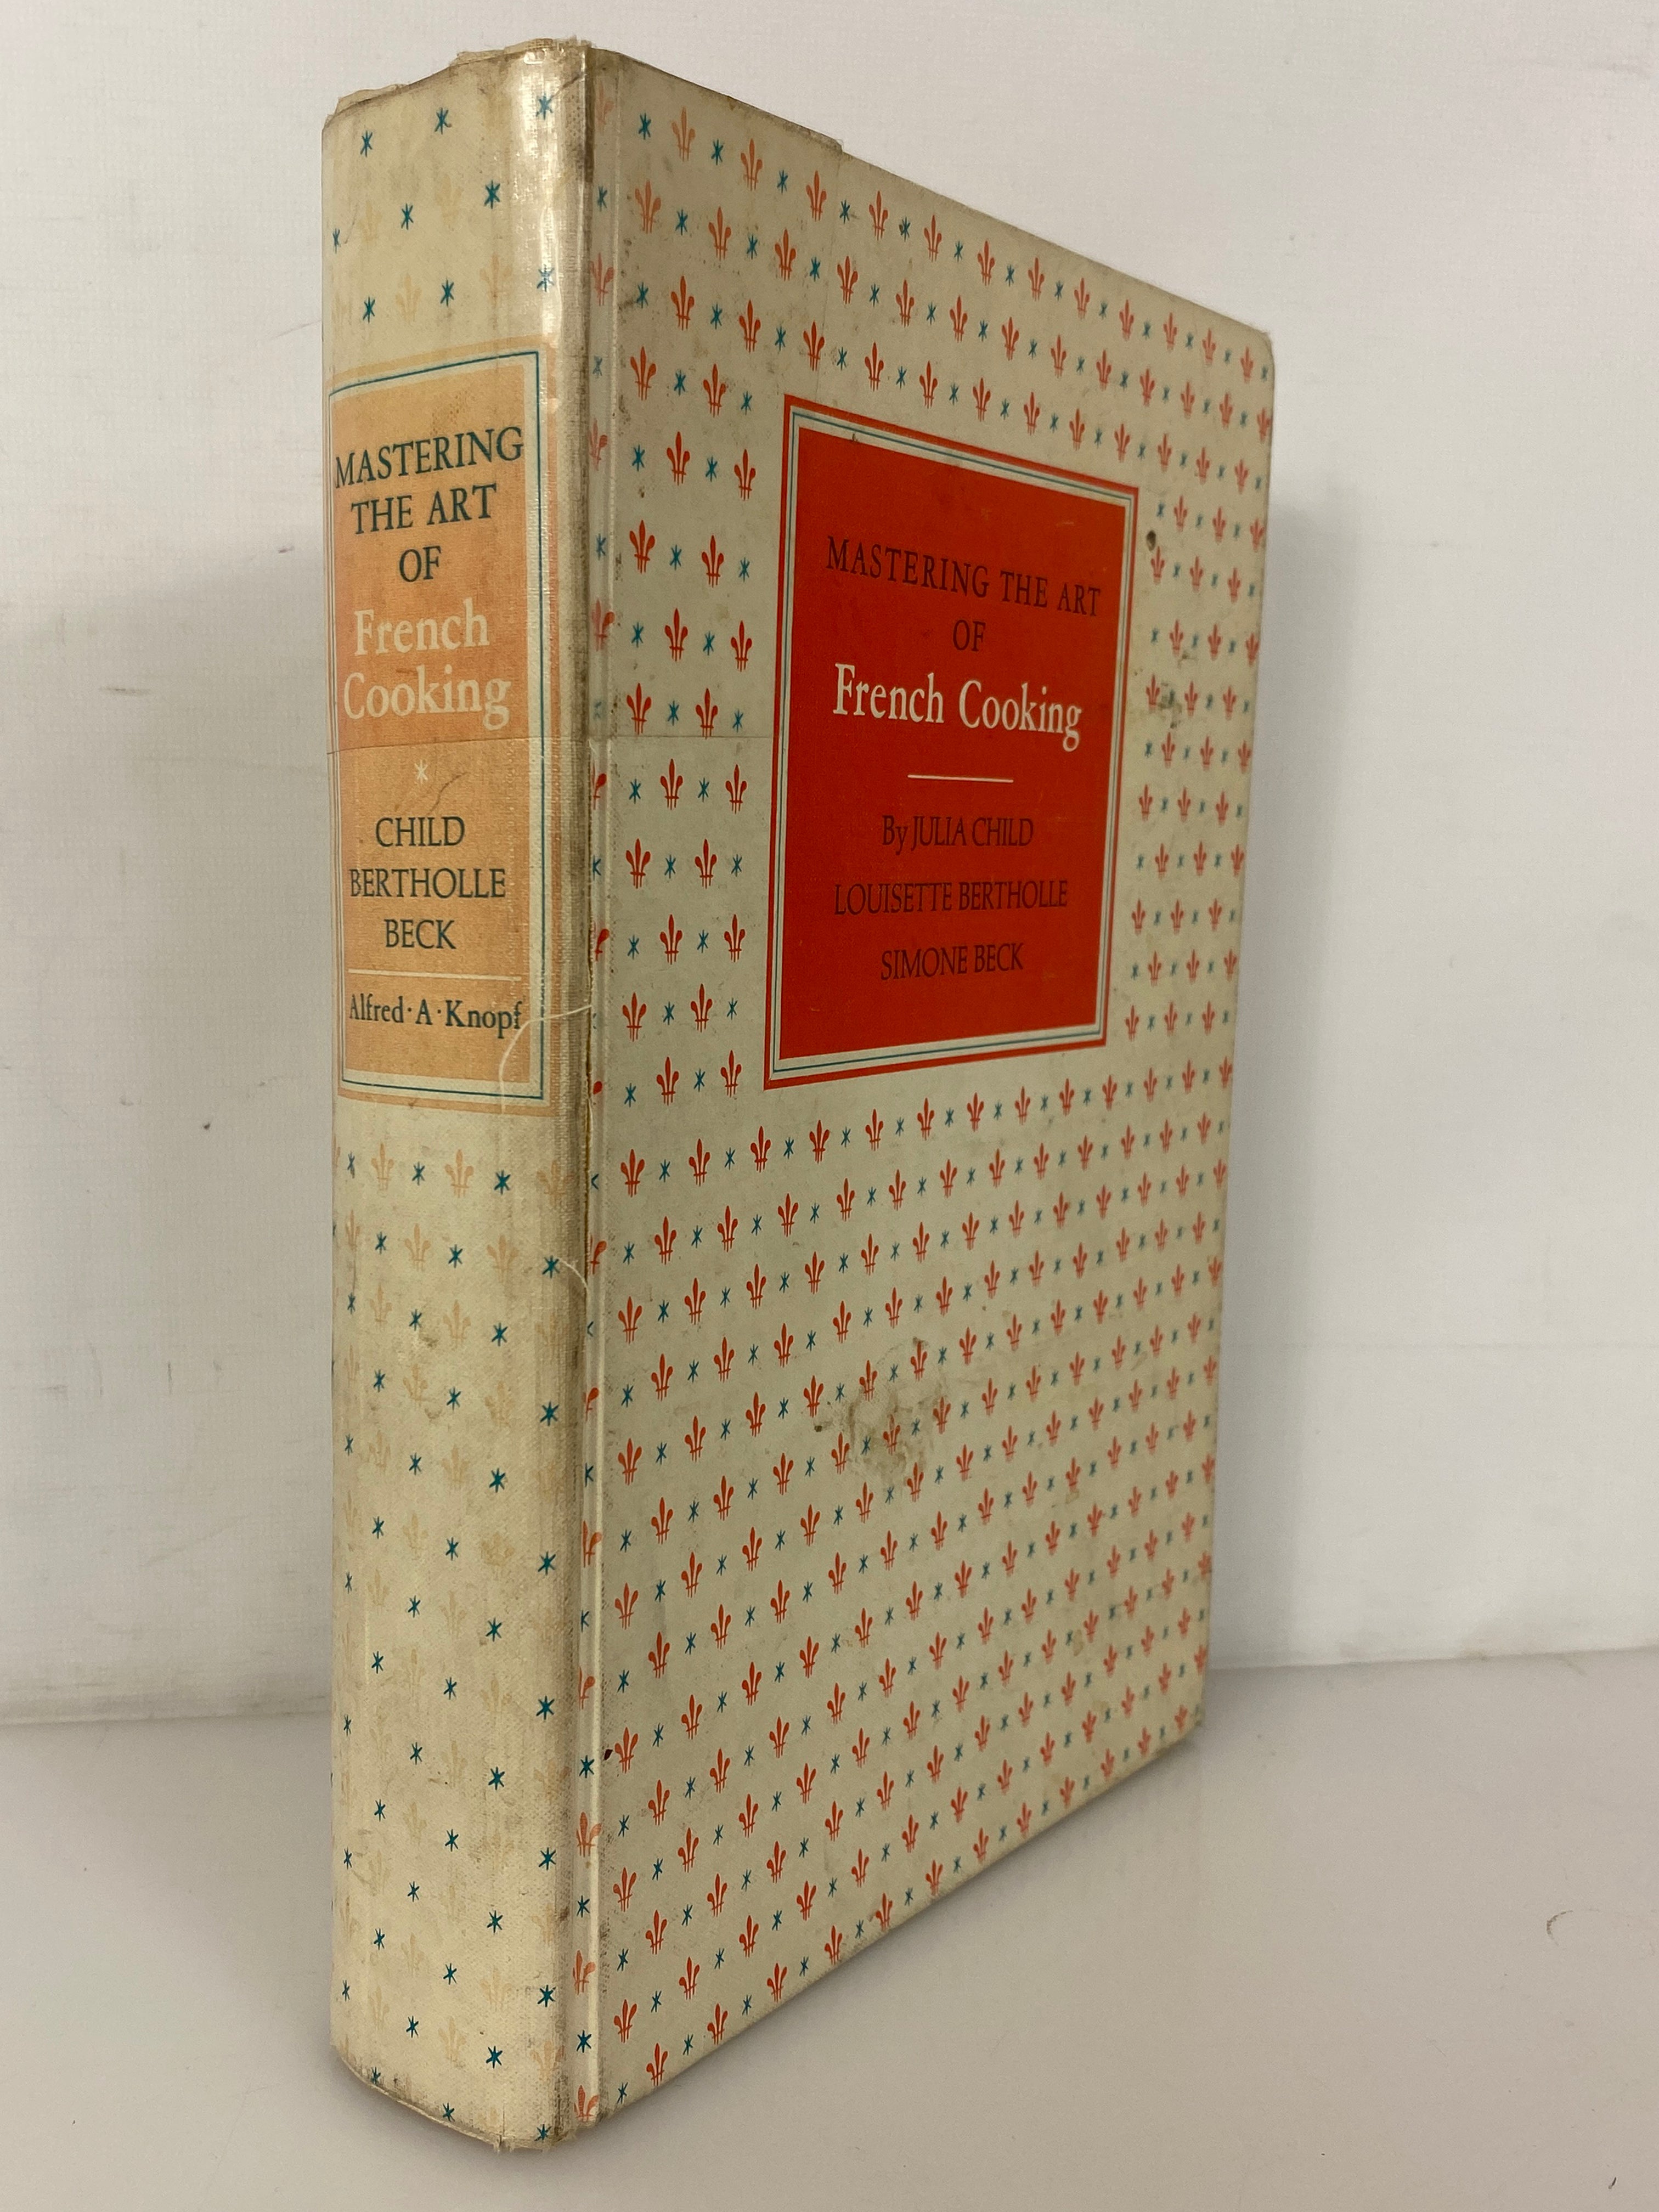 MASTERING
THE ART
OF
French
Cooking
CHILD
BERTHOLLE
BECK
Alfred·A·Knopf
MASTERING THE ART
OF
French Cooking
By JULIA CHILD
LOUISETTE BERTHOLLE
SIMONE BECK